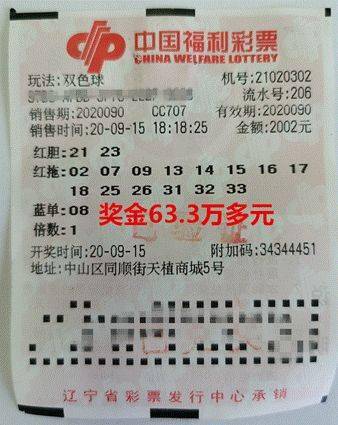 中国福利彩票
CHINA WELFARE LOTTERY
玩法:双色球 机号:21020302
流水号:206
销售期:2020090 CC707 有效期:2020090
销售时间:20-09-15 18:18:25 金额:2002元
红胆:21 23
红拖:02 07 09 13 14 15 16 17
18 25 26 31 32 33
蓝单:08 奖金63.3万多元
倍数:1
开奖时间:20-09-15 附加码:34344451
地址:中山区同顺街天植商城5号
辽宁省彩票发行中心承销